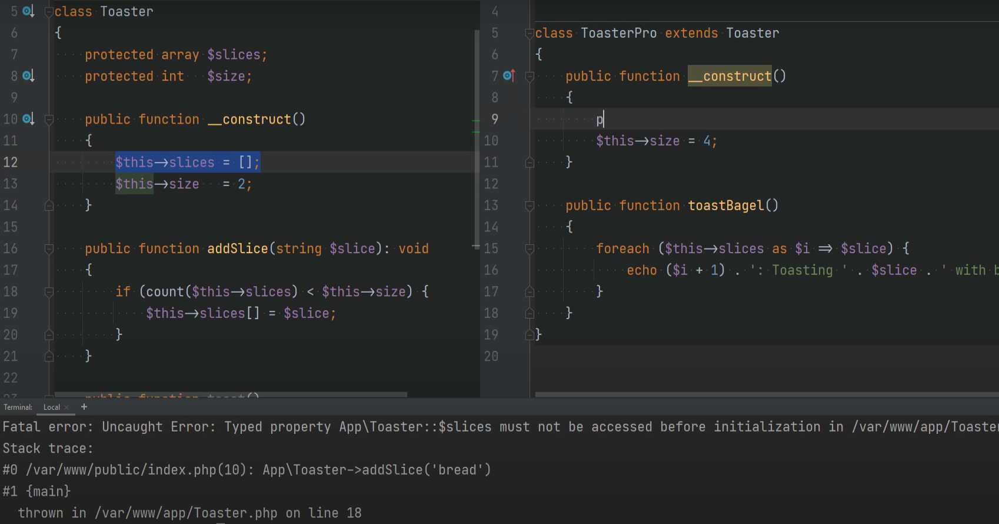 5 class Toaster
6 {
7 protected array $slices;
8 protected int $size;
9
10 public function __construct()
11 {
12 $this->slices = [];
13 $this->size = 2;
14 }
15
16 public function addSlice(string $slice): void
17 {
18 if (count($this->slices) < $this->size) {
19 $this->slices[] = $slice;
20 }
21 }
22
4
5 class ToasterPro extends Toaster
6 {
7 public function __construct()
8 {
9 p
10 $this->size = 4;
11 }
12
13 public function toastBagel()
14 {
15 foreach ($this->slices as $i => $slice) {
16 echo ($i + 1) . ': Toasting ' . $slice . ' with b
17 }
18 }
19 }
20
Terminal: Local × +
Fatal error: Uncaught Error: Typed property App\Toaster::$slices must not be accessed before initialization in /var/www/app/Toaster
Stack trace:
#0 /var/www/public/index.php(10): App\Toaster->addSlice('bread')
#1 {main}
thrown in /var/www/app/Toaster.php on line 18